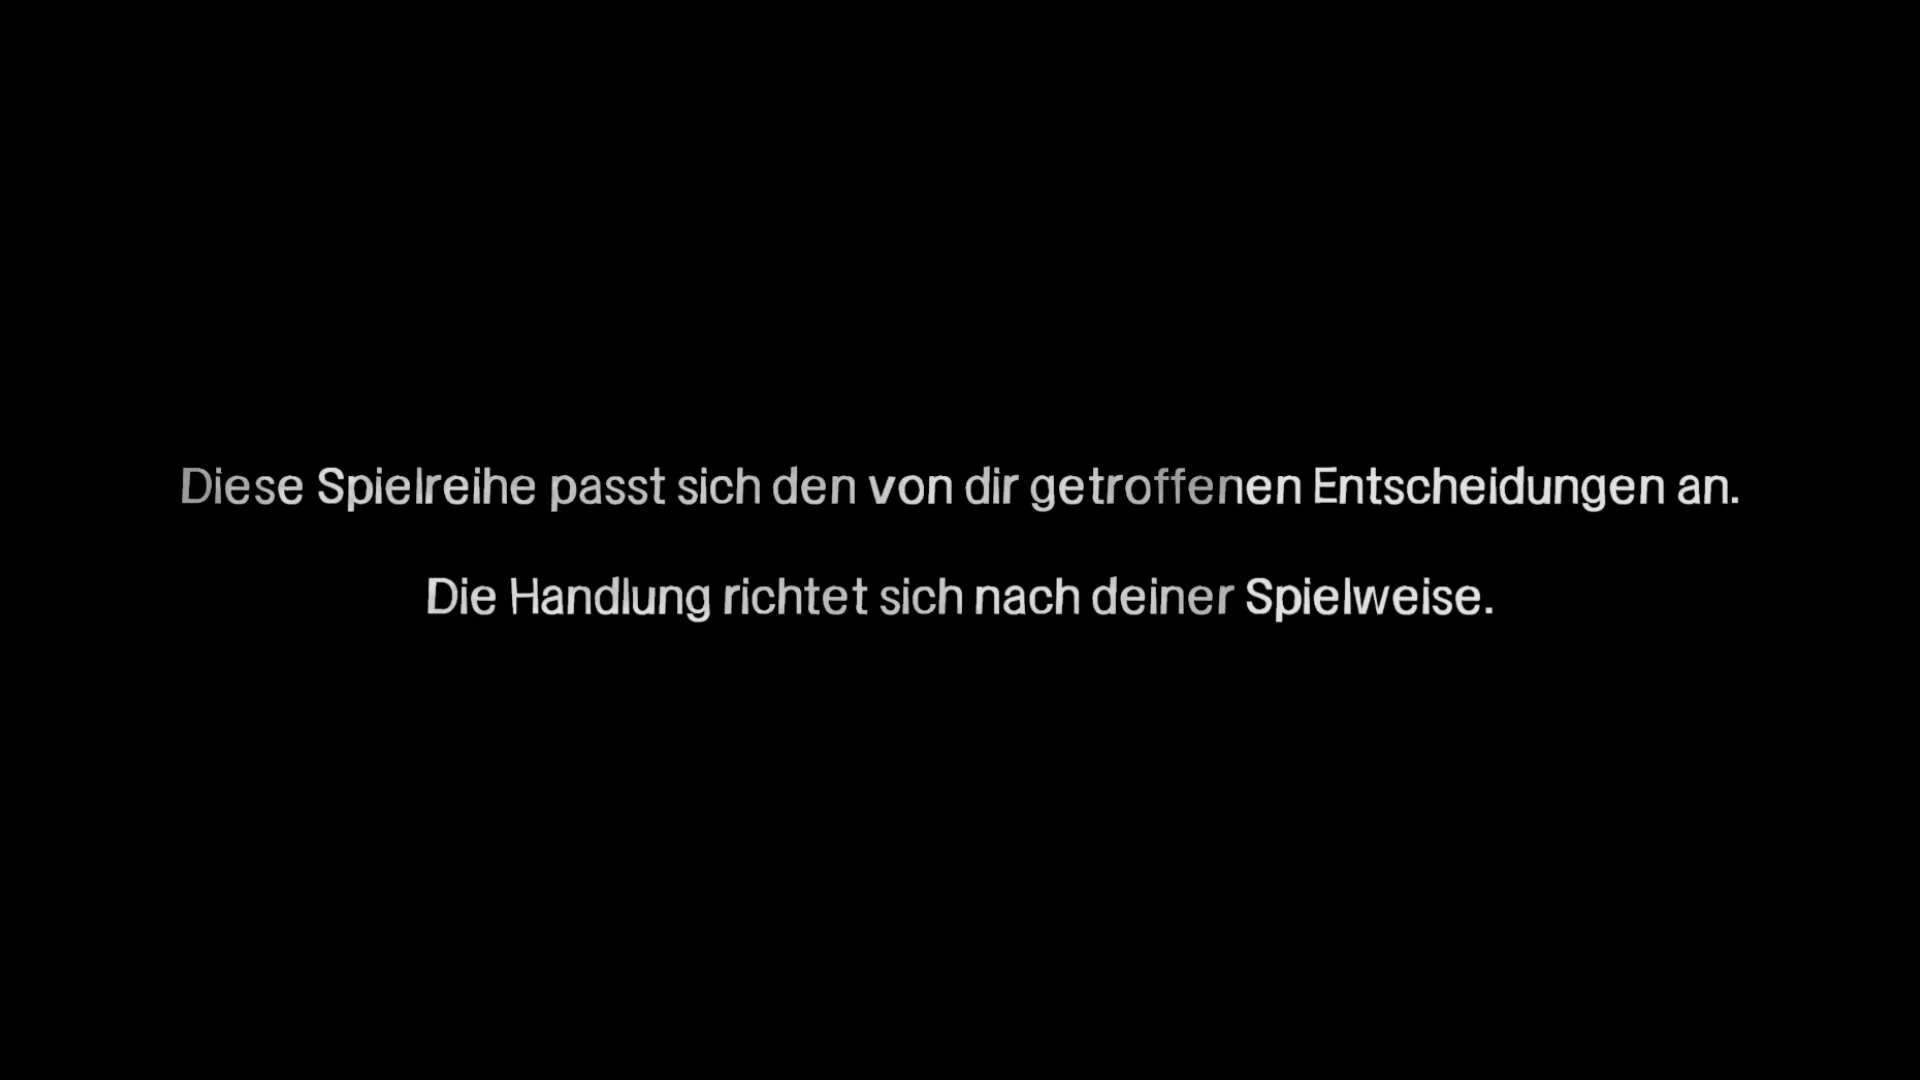 Diese Spielreihe passt sich den von dir getroffenen Entscheidungen an.
Die Handlung richtet sich nach deiner Spielweise.